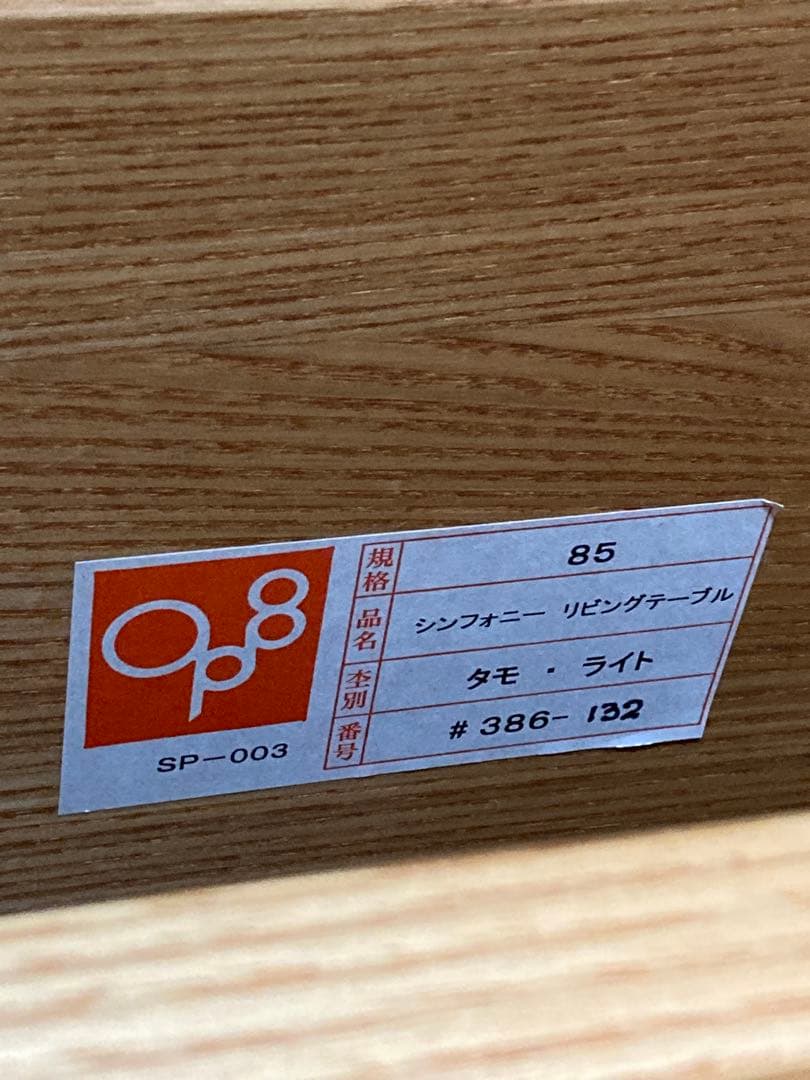 Op8
SP-003
規格 85
品名 シンフォニー リビングテーブル
杢別 タモ・ライト
番号 #386-132